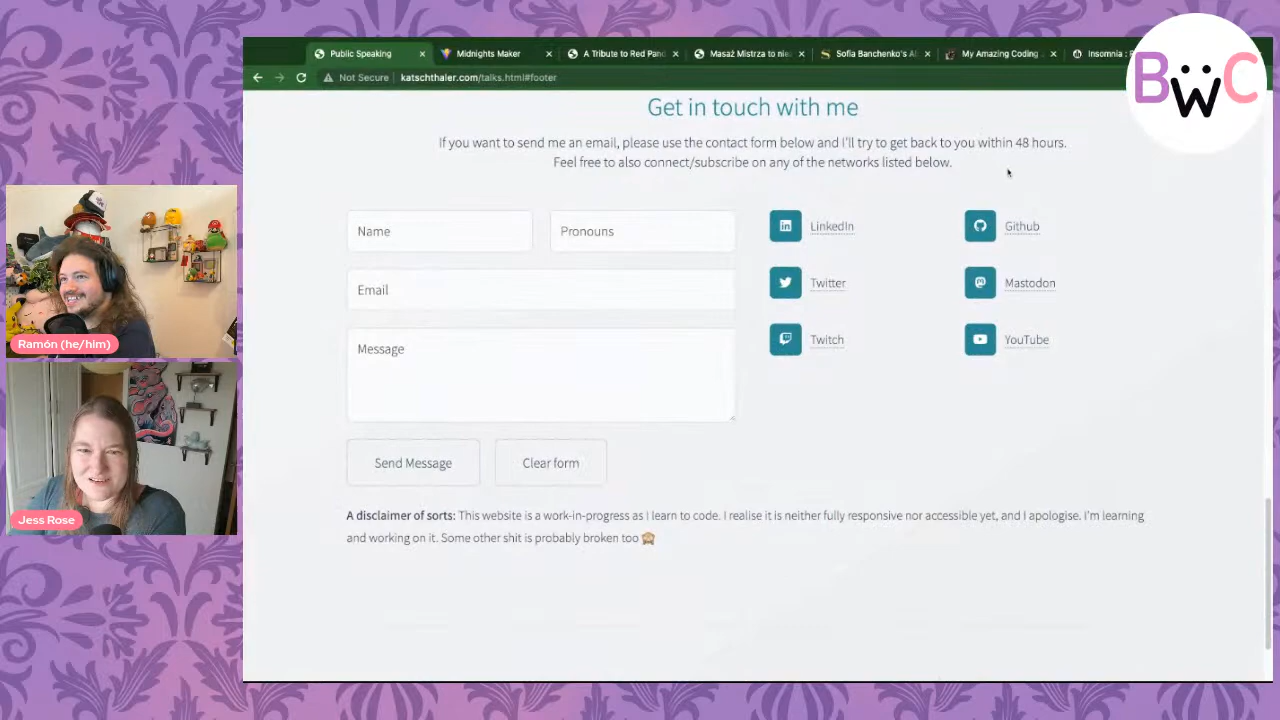 Public Speaking
Midnights Maker
A Tribute to Red Pand
Masaż Mistrza to nie
Sofia Banchenko's A
My Amazing Coding
Insomnia :
Not Secure
katschthaler.com/talks.html#footer
BWC
Get in touch with me
If you want to send me an email, please use the contact form below and I'll try to get back to you within 48 hours.
Feel free to also connect/subscribe on any of the networks listed below.
Name
Pronouns
LinkedIn
Github
Email
Twitter
Mastodon
Message
Twitch
YouTube
Send Message
Clear form
A disclaimer of sorts: This website is a work-in-progress as I learn to code. I realise it is neither fully responsive nor accessible yet, and I apologise. I'm learning
and working on it. Some other shit is probably broken too 🙈
Ramón (he/him)
Jess Rose